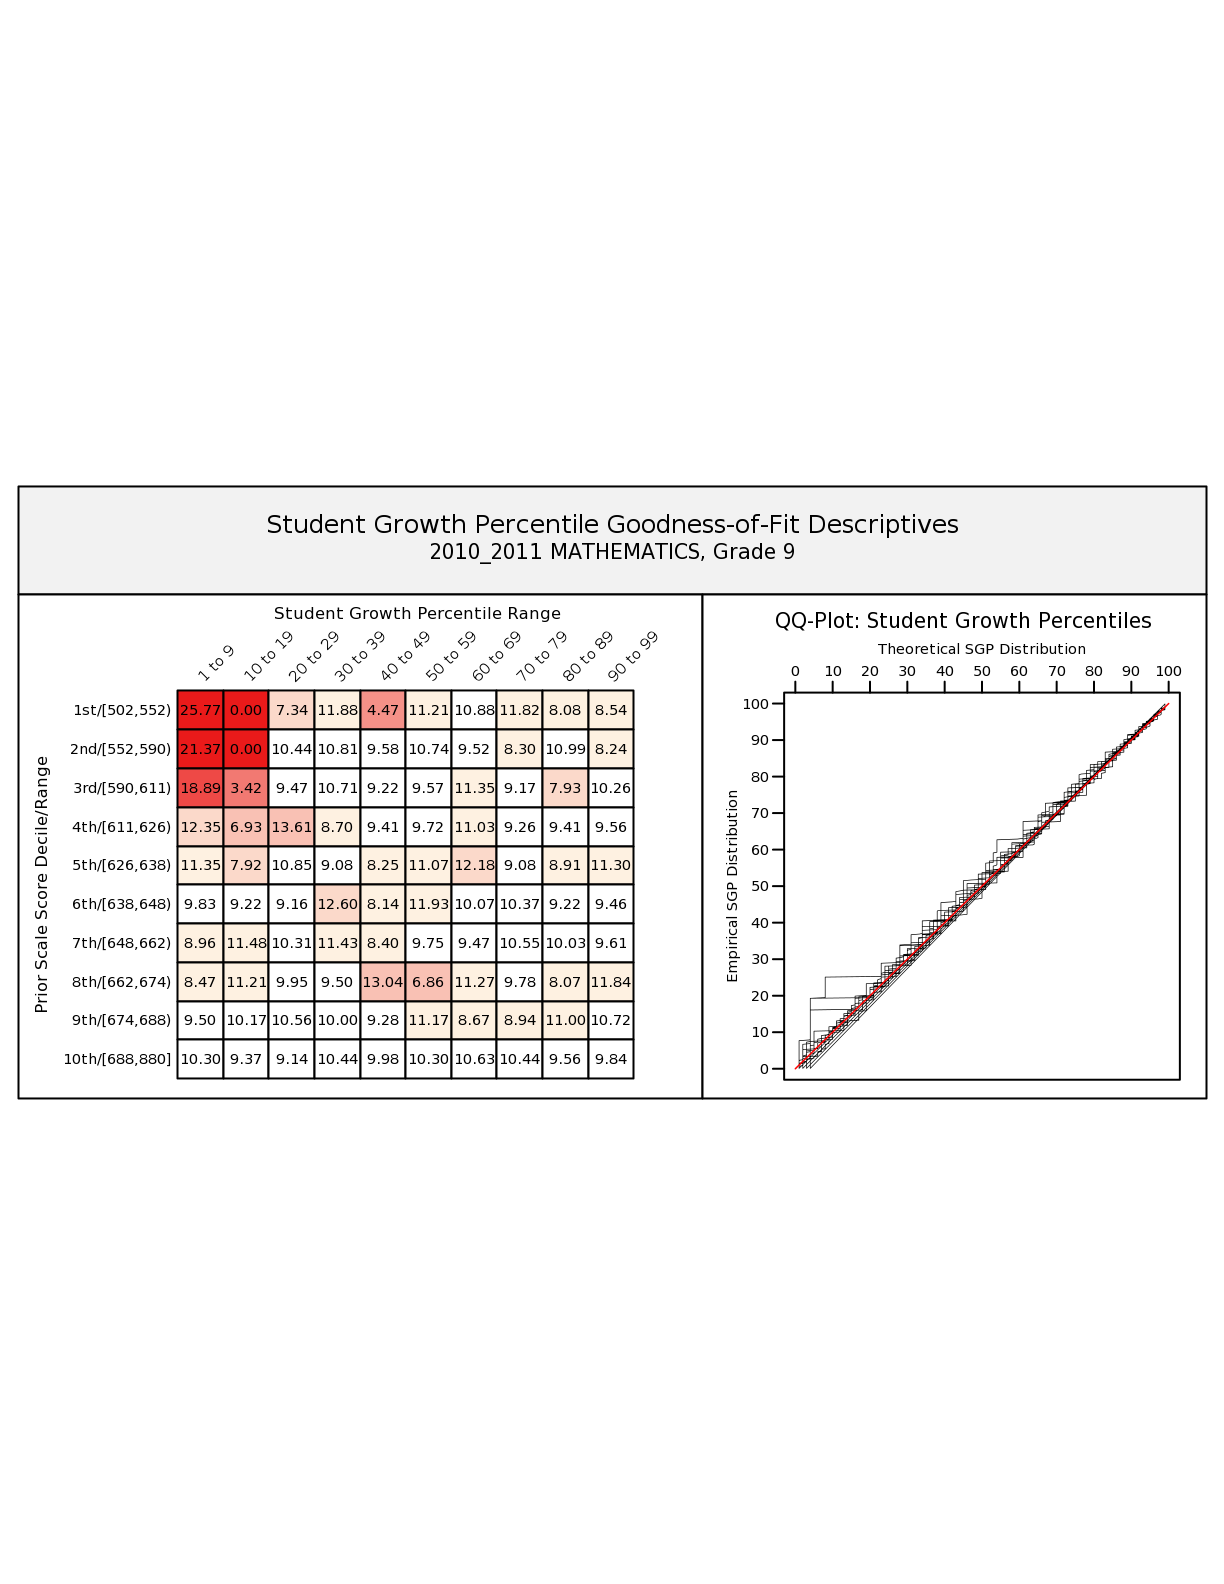 Student Growth Percentile Goodness-of-Fit Descriptives
2010_2011 MATHEMATICS, Grade 9
Student Growth Percentile Range
1 to 9 10 to 19 20 to 29 30 to 39 40 to 49 50 to 59 60 to 69 70 to 79 80 to 89 90 to 99
Prior Scale Score Decile/Range
1st/[502,552) 25.77 0.00 7.34 11.88 4.47 11.21 10.88 11.82 8.08 8.54
2nd/[552,590) 21.37 0.00 10.44 10.81 9.58 10.74 9.52 8.30 10.99 8.24
3rd/[590,611) 18.89 3.42 9.47 10.71 9.22 9.57 11.35 9.17 7.93 10.26
4th/[611,626) 12.35 6.93 13.61 8.70 9.41 9.72 11.03 9.26 9.41 9.56
5th/[626,638) 11.35 7.92 10.85 9.08 8.25 11.07 12.18 9.08 8.91 11.30
6th/[638,648) 9.83 9.22 9.16 12.60 8.14 11.93 10.07 10.37 9.22 9.46
7th/[648,662) 8.96 11.48 10.31 11.43 8.40 9.75 9.47 10.55 10.03 9.61
8th/[662,674) 8.47 11.21 9.95 9.50 13.04 6.86 11.27 9.78 8.07 11.84
9th/[674,688) 9.50 10.17 10.56 10.00 9.28 11.17 8.67 8.94 11.00 10.72
10th/[688,880] 10.30 9.37 9.14 10.44 9.98 10.30 10.63 10.44 9.56 9.84
QQ-Plot: Student Growth Percentiles
Theoretical SGP Distribution
0 10 20 30 40 50 60 70 80 90 100
Empirical SGP Distribution
100
90
80
70
60
50
40
30
20
10
0